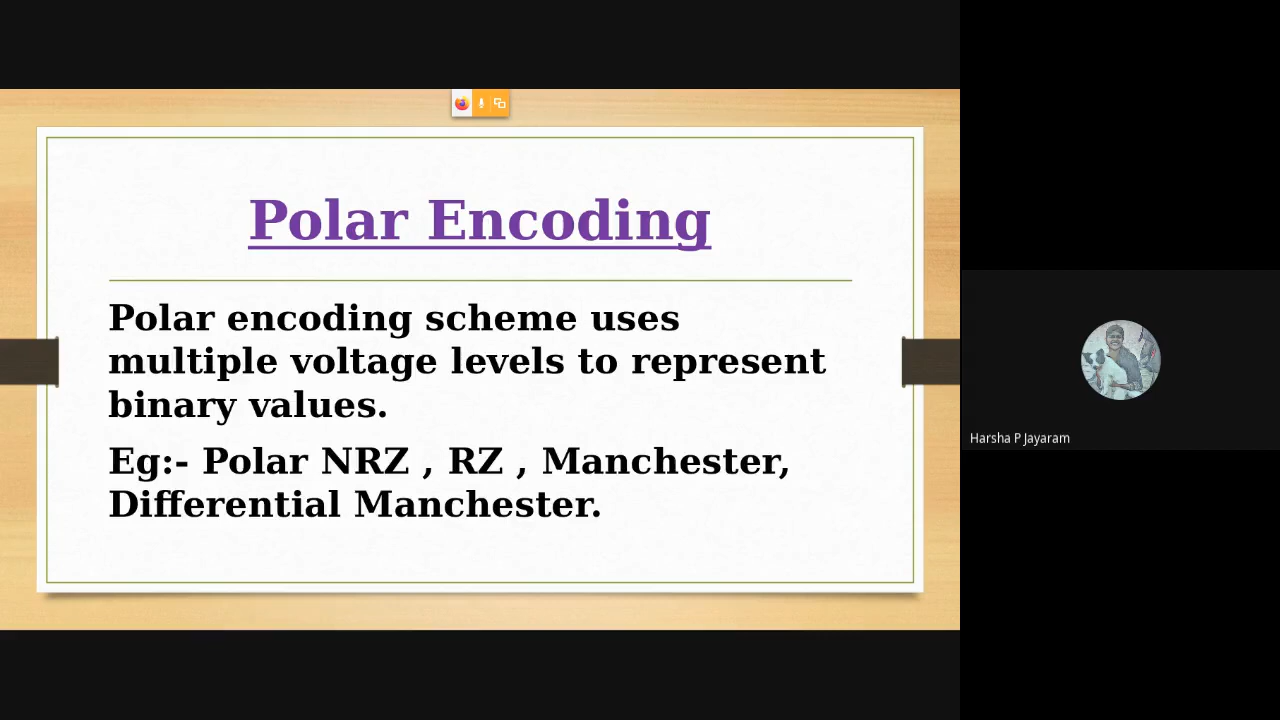 Polar Encoding
Polar encoding scheme uses
multiple voltage levels to represent
binary values.
Eg:- Polar NRZ , RZ , Manchester,
Differential Manchester.
Harsha P Jayaram